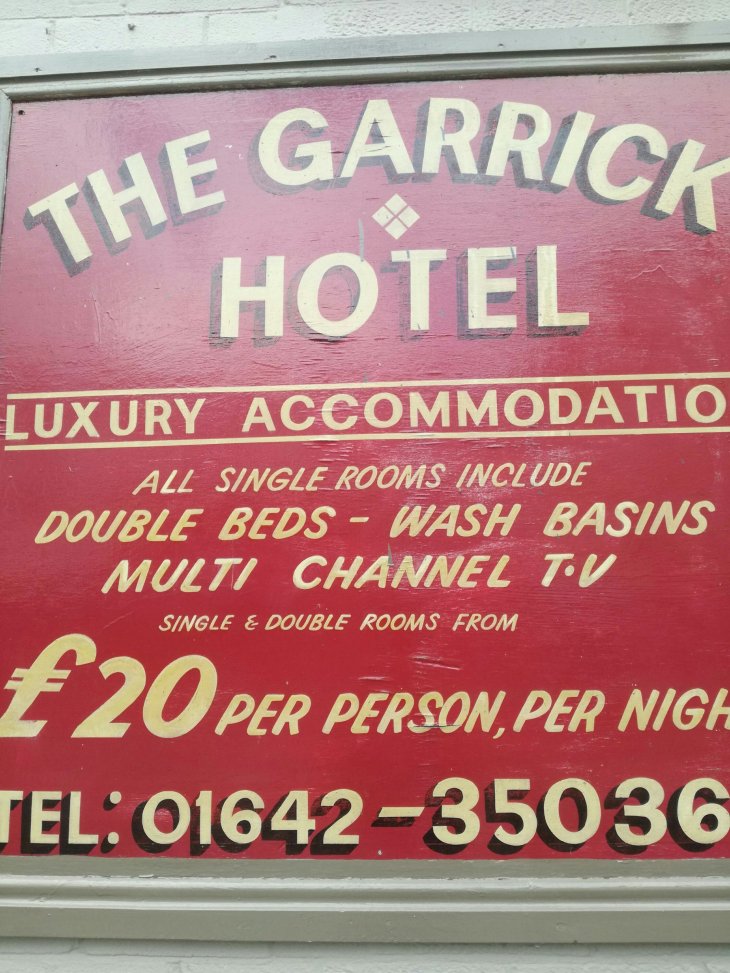 THE GARRICK
HOTEL
LUXURY ACCOMMODATIO
ALL SINGLE ROOMS INCLUDE
DOUBLE BEDS - WASH BASINS
MULTI CHANNEL T.V
SINGLE & DOUBLE ROOMS FROM
£20 PER PERSON, PER NIGH
TEL: 01642-35036